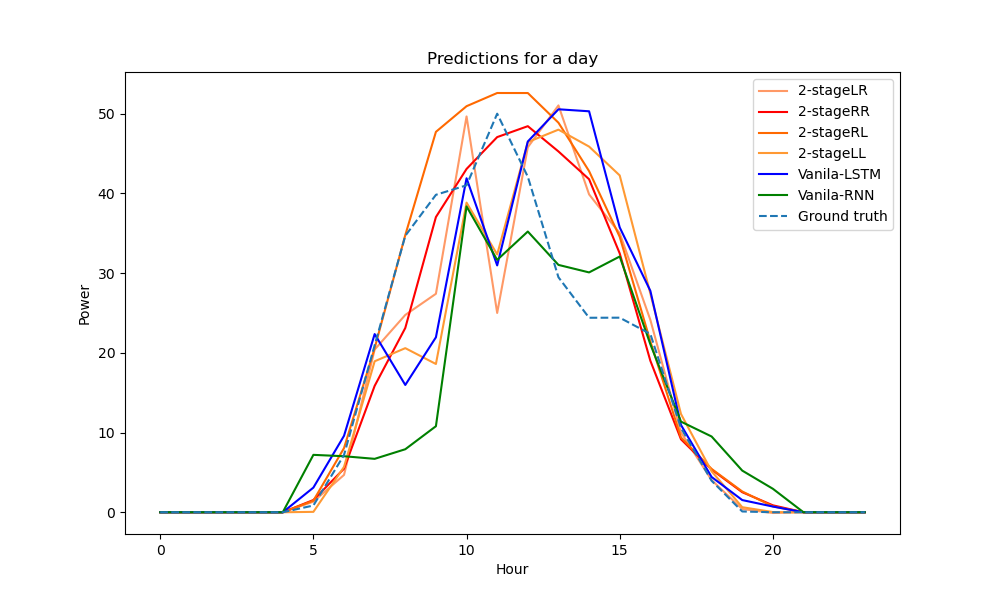 Predictions for a day
2-stageLR
2-stageRR
2-stageRL
2-stageLL
Vanila-LSTM
Vanila-RNN
Ground truth
50
40
30
20
10
0
Power
0 5 10 15 20
Hour